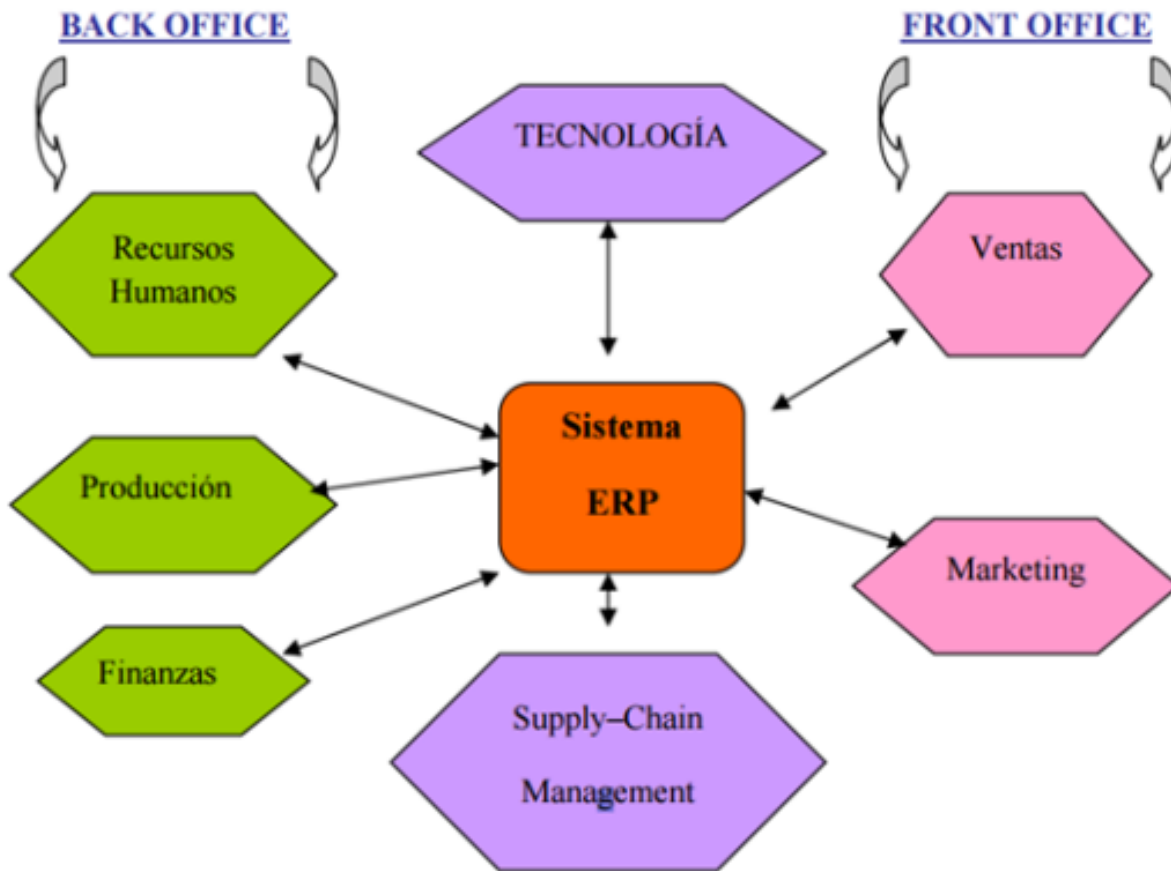 BACK OFFICE
FRONT OFFICE
TECNOLOGÍA
Recursos
Humanos
Ventas
Sistema
ERP
Producción
Marketing
Finanzas
Supply–Chain
Management